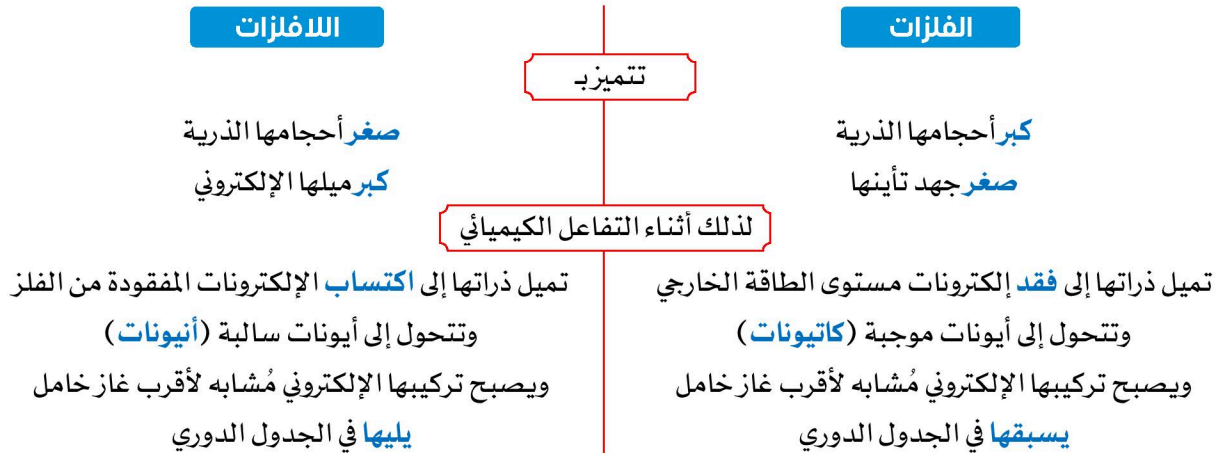 الفلزات
اللافلزات
تتميز بـ
كبر أحجامها الذرية
صغر أحجامها الذرية
صغر جهد تأينها
كبر ميلها الإلكتروني
لذلك أثناء التفاعل الكيميائي
تميل ذراتها إلى فقد إلكترونات مستوى الطاقة الخارجي
وتتحول إلى أيونات موجبة (كاتيونات)
ويصبح تركيبها الإلكتروني مُشابه لأقرب غاز خامل
يسبقها في الجدول الدوري
تميل ذراتها إلى اكتساب الإلكترونات المفقودة من الفلز
وتتحول إلى أيونات سالبة (أنيونات)
ويصبح تركيبها الإلكتروني مُشابه لأقرب غاز خامل
يليها في الجدول الدوري